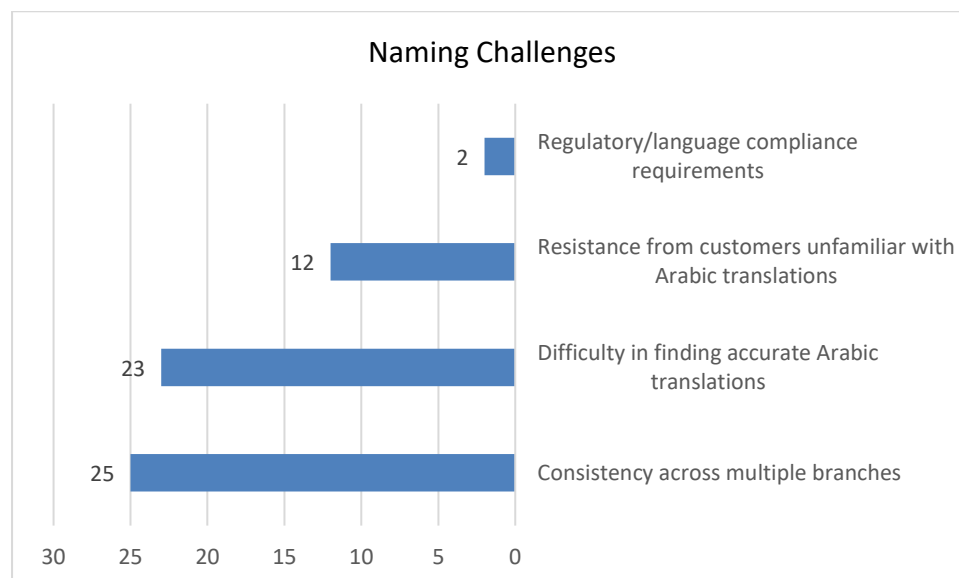 Naming Challenges
2
Regulatory/language compliance
requirements
12
Resistance from customers unfamiliar with
Arabic translations
23
Difficulty in finding accurate Arabic
translations
25
Consistency across multiple branches
30 25 20 15 10 5 0